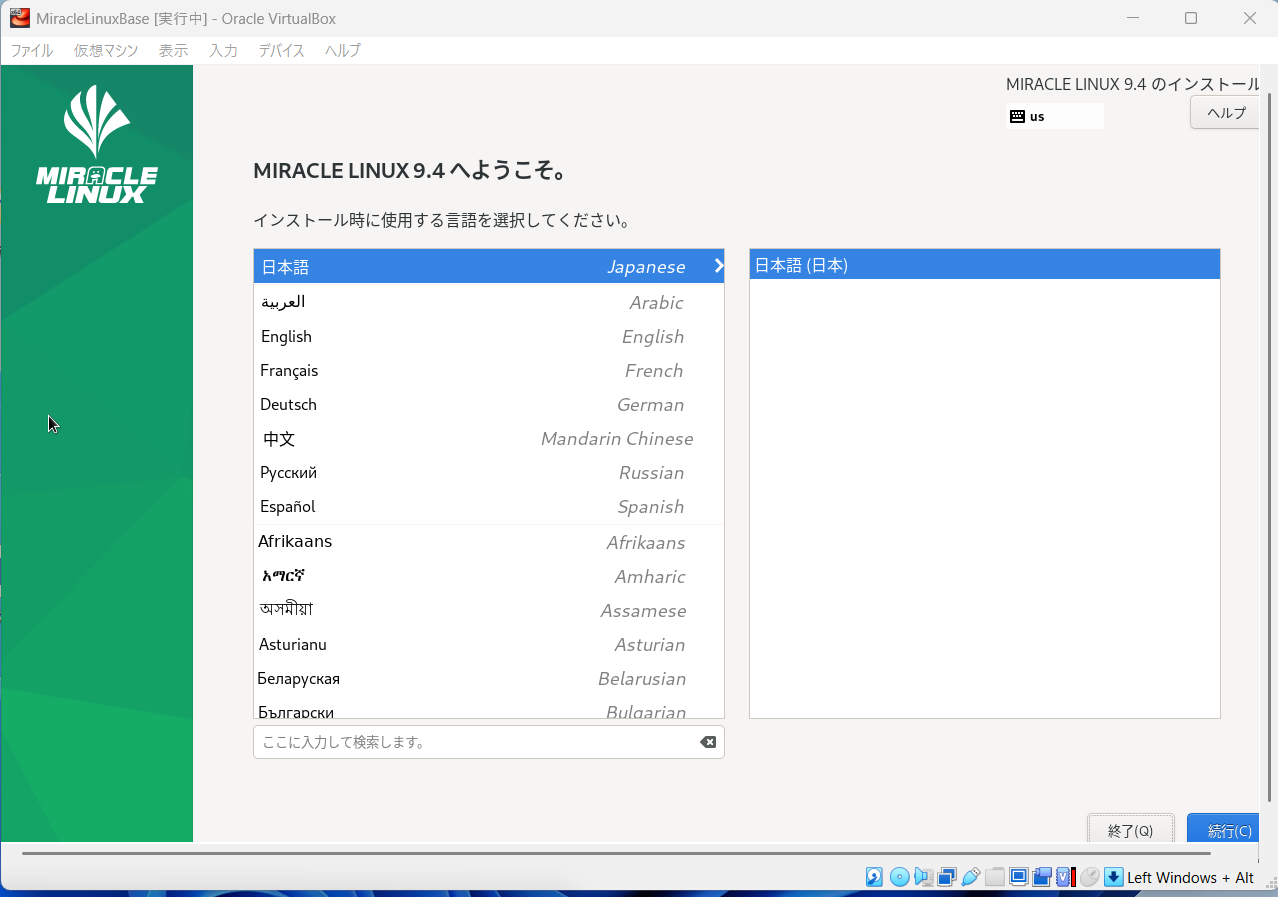 MiracleLinuxBase [実行中] - Oracle VirtualBox
ファイル 仮想マシン 表示 入力 デバイス ヘルプ
MIRACLE LINUX
MIRACLE LINUX 9.4 のインストール
us
ヘルプ
MIRACLE LINUX 9.4 へようこそ。
インストール時に使用する言語を選択してください。
日本語 Japanese
العربية Arabic
English English
Français French
Deutsch German
中文 Mandarin Chinese
Русский Russian
Español Spanish
Afrikaans Afrikaans
አማርኛ Amharic
অসমীয়া Assamese
Asturianu Asturian
Беларуская Belarusian
Български Bulgarian
日本語 (日本)
ここに入力して検索します。
終了(Q) 続行(C)
Left Windows + Alt